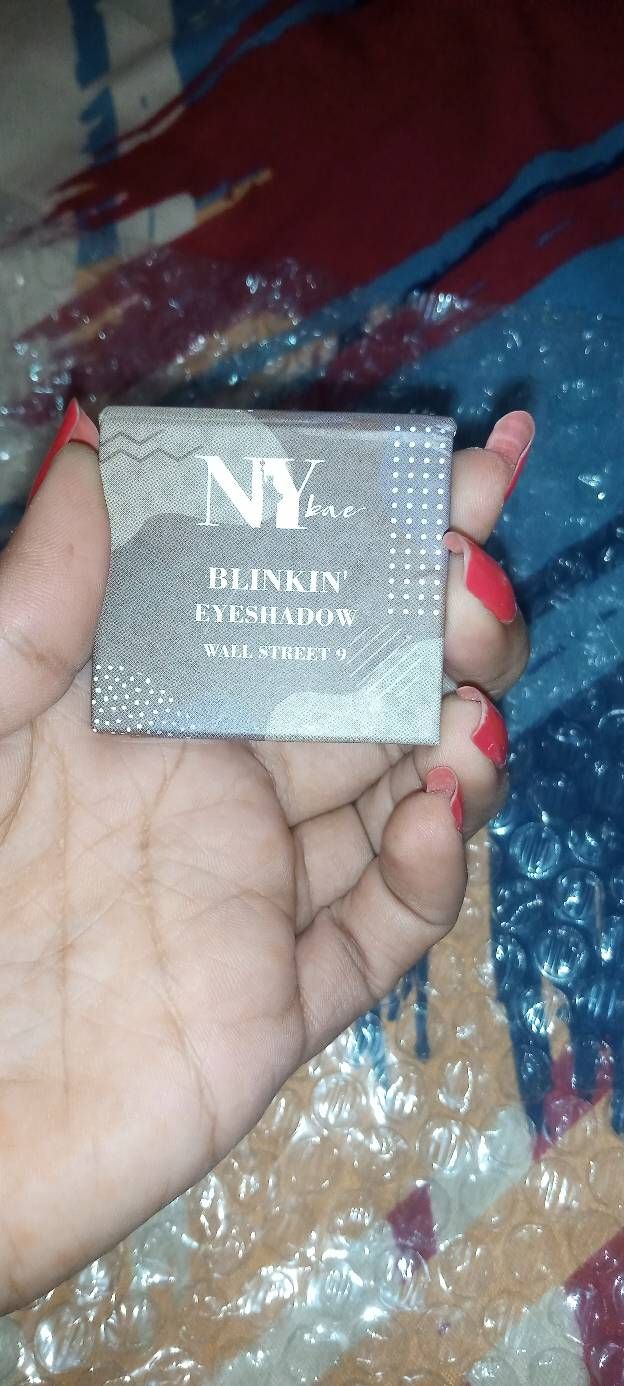 NY bae
BLINKIN'
EYESHADOW
WALL STREET 9